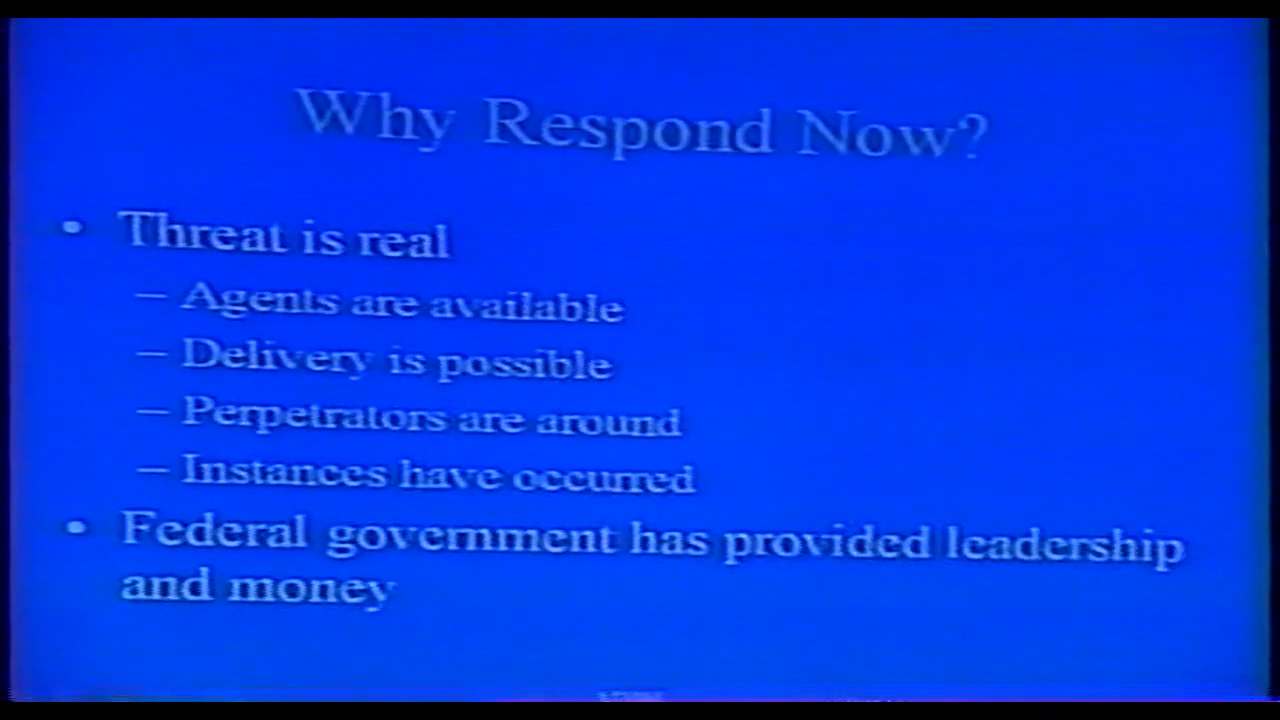 Why Respond Now?
• Threat is real
– Agents are available
– Delivery is possible
– Perpetrators are around
– Instances have occurred
• Federal government has provided leadership
and money